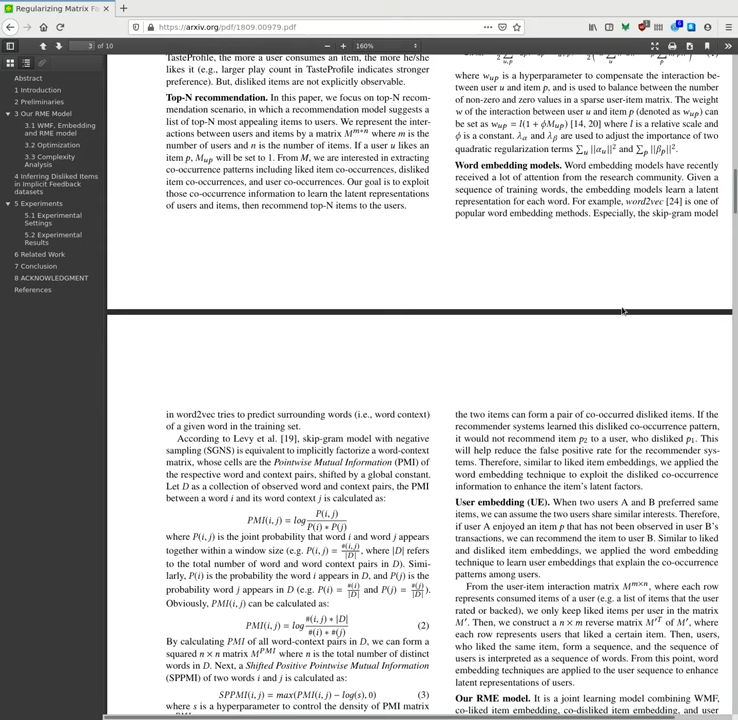 Regularizing Matrix Fa
https://arxiv.org/pdf/1809.00979.pdf
3 of 10
160%
Abstract
1 Introduction
2 Preliminaries
3 Our RME Model
3.1 WMF, Embedding
and RME model
3.2 Optimization
3.3 Complexity
Analysis
4 Inferring Disliked Items
in Implicit Feedback
datasets
5 Experiments
5.1 Experimental
Settings
5.2 Experimental
Results
6 Related Work
7 Conclusion
8 ACKNOWLEDGMENT
References
TasteProfile, the more a user consumes an item, the more he/she
likes it (e.g., larger play count in TasteProfile indicates stronger
preference). But, disliked items are not explicitly observable.
Top-N recommendation. In this paper, we focus on top-N recom-
mendation scenario, in which a recommendation model suggests a
list of top-N most appealing items to users. We represent the inter-
actions between users and items by a matrix M^{m×n} where m is the
number of users and n is the number of items. If a user u likes an
item p, M_{up} will be set to 1. From M, we are interested in extracting
co-occurrence patterns including liked item co-occurrences, disliked
item co-occurrences, and user co-occurrences. Our goal is to exploit
those co-occurrence information to learn the latent representations
of users and items, then recommend top-N items to the users.
where w_{up} is a hyperparameter to compensate the interaction be-
tween user u and item p, and is used to balance between the number
of non-zero and zero values in a sparse user-item matrix. The weight
w of the interaction between user u and item p (denoted as w_{up}) can
be set as w_{up} = l(1 + ϕM_{up}) [14, 20] where l is a relative scale and
ϕ is a constant. λ_α and λ_β are used to adjust the importance of two
quadratic regularization terms ∑_u ||α_u||² and ∑_p ||β_p||².
Word embedding models. Word embedding models have recently
received a lot of attention from the research community. Given a
sequence of training words, the embedding models learn a latent
representation for each word. For example, word2vec [24] is one of
popular word embedding methods. Especially, the skip-gram model
in word2vec tries to predict surrounding words (i.e., word context)
of a given word in the training set.
According to Levy et al. [19], skip-gram model with negative
sampling (SGNS) is equivalent to implicitly factorize a word-context
matrix, whose cells are the Pointwise Mutual Information (PMI) of
the respective word and context pairs, shifted by a global constant.
Let D as a collection of observed word and context pairs, the PMI
between a word i and its word context j is calculated as:
PMI(i, j) = log P(i, j) / P(i) * P(j)
where P(i, j) is the joint probability that word i and word j appears
together within a window size (e.g. P(i, j) = #(i,j)/|D|, where |D| refers
to the total number of word and word context pairs in D). Simi-
larly, P(i) is the probability the word i appears in D, and P(j) is the
probability word j appears in D (e.g. P(i) = #(i)/|D| and P(j) = #(j)/|D|).
Obviously, PMI(i, j) can be calculated as:
PMI(i, j) = log #(i, j) * |D| / #(i) * #(j) (2)
By calculating PMI of all word-context pairs in D, we can form a
squared n × n matrix M^{PMI} where n is the total number of distinct
words in D. Next, a Shifted Positive Pointwise Mutual Information
(SPPMI) of two words i and j is calculated as:
SPPMI(i, j) = max(PMI(i, j) − log(s), 0) (3)
where s is a hyperparameter to control the density of PMI matrix
the two items can form a pair of co-occurred disliked items. If the
recommender systems learned this disliked co-occurrence pattern,
it would not recommend item p₂ to a user, who disliked p₁. This
will help reduce the false positive rate for the recommender sys-
tems. Therefore, similar to liked item embeddings, we applied the
word embedding technique to exploit the disliked co-occurrence
information to enhance the item's latent factors.
User embedding (UE). When two users A and B preferred same
items, we can assume the two users share similar interests. Therefore,
if user A enjoyed an item p that has not been observed in user B's
transactions, we can recommend the item to user B. Similar to liked
and disliked item embeddings, we applied the word embedding
technique to learn user embeddings that explain the co-occurrence
patterns among users.
From the user-item interaction matrix M^{m×n}, where each row
represents consumed items of a user (e.g. a list of items that the user
rated or backed), we only keep liked items per user in the matrix
M′. Then, we construct a n × m reverse matrix M′^T of M′, where
each row represents users that liked a certain item. Then, users,
who liked the same item, form a sequence, and the sequence of
users is interpreted as a sequence of words. From this point, word
embedding techniques are applied to the user sequence to enhance
latent representations of users.
Our RME model. It is a joint learning model combining WMF,
co-liked item embedding, co-disliked item embedding, and user